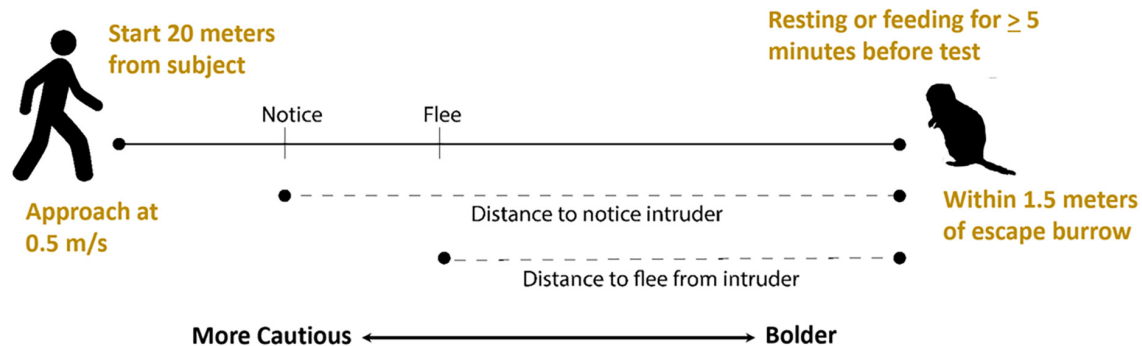 Start 20 meters
from subject
Resting or feeding for ≥ 5
minutes before test
Notice
Flee
Approach at
0.5 m/s
Distance to notice intruder
Within 1.5 meters
of escape burrow
Distance to flee from intruder
More Cautious
Bolder